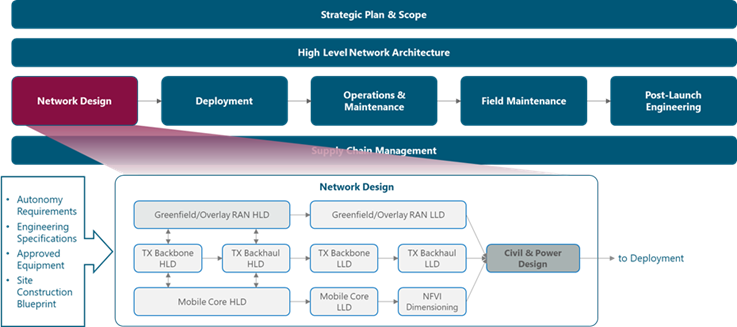 Strategic Plan & Scope
High Level Network Architecture
Network Design
Deployment
Operations &
Maintenance
Field Maintenance
Post-Launch
Engineering
Supply Chain Management
• Autonomy
Requirements
• Engineering
Specifications
• Approved
Equipment
• Site
Construction
Blueprint
Network Design
Greenfield/Overlay RAN HLD
Greenfield/Overlay RAN LLD
TX Backbone
HLD
TX Backhaul
HLD
TX Backbone
LLD
TX Backhaul
LLD
Civil & Power
Design
to Deployment
Mobile Core HLD
Mobile Core
LLD
NFVI
Dimensioning